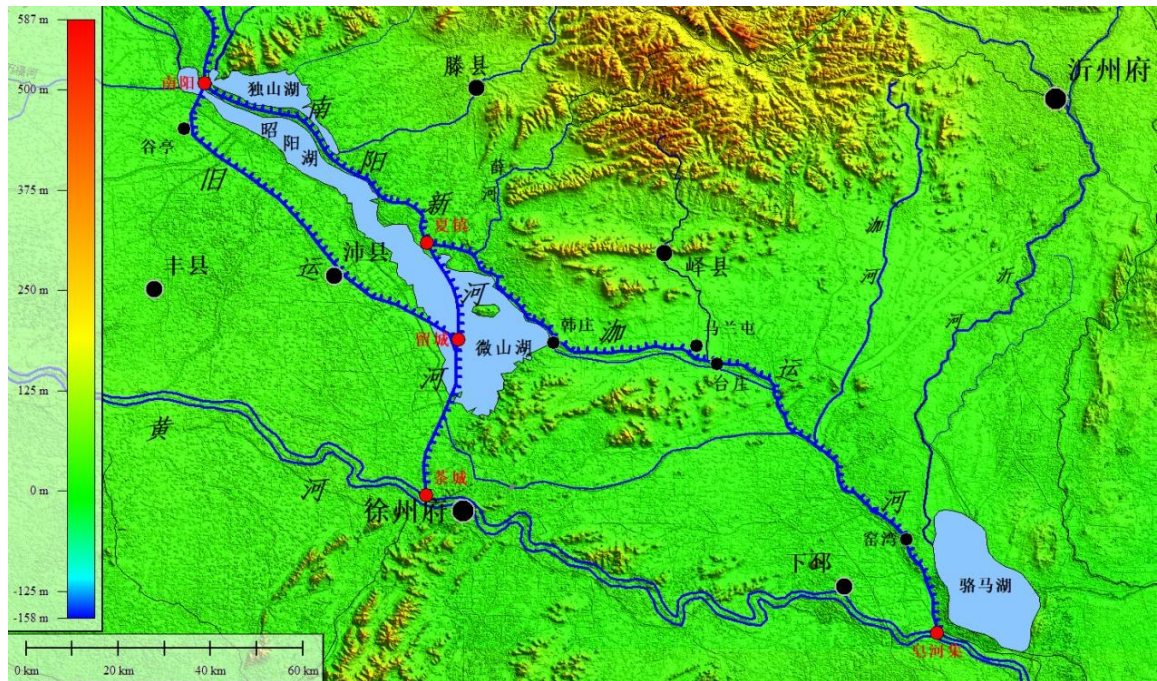 587 m
500 m
375 m
250 m
125 m
0 m
-125 m
-158 m
0 km
20 km
40 km
60 km
南阳
独山湖
滕县
沂州府
谷亭
昭阳湖
南阳新河
薛河
夏镇
旧运河
丰县
沛县
峄县
泇河
沂河
留城
微山湖
韩庄
马兰屯
台庄
泇运河
黄河
茶城
徐州府
窑湾
下邳
骆马湖
皂河集